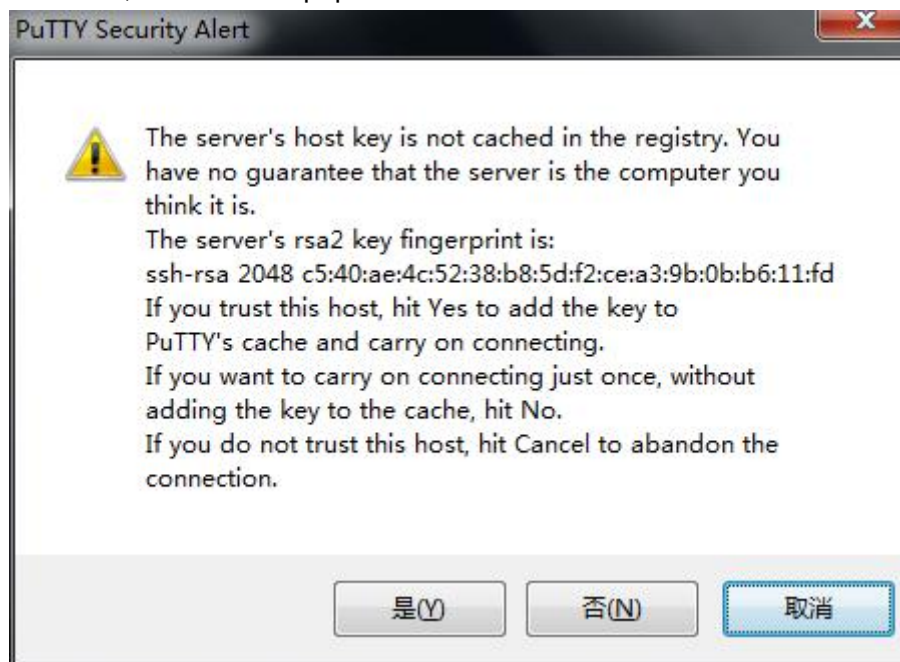 PuTTY Security Alert
The server's host key is not cached in the registry. You
have no guarantee that the server is the computer you
think it is.
The server's rsa2 key fingerprint is:
ssh-rsa 2048 c5:40:ae:4c:52:38:b8:5d:f2:ce:a3:9b:0b:b6:11:fd
If you trust this host, hit Yes to add the key to
PuTTY's cache and carry on connecting.
If you want to carry on connecting just once, without
adding the key to the cache, hit No.
If you do not trust this host, hit Cancel to abandon the
connection.
是(Y) 否(N) 取消